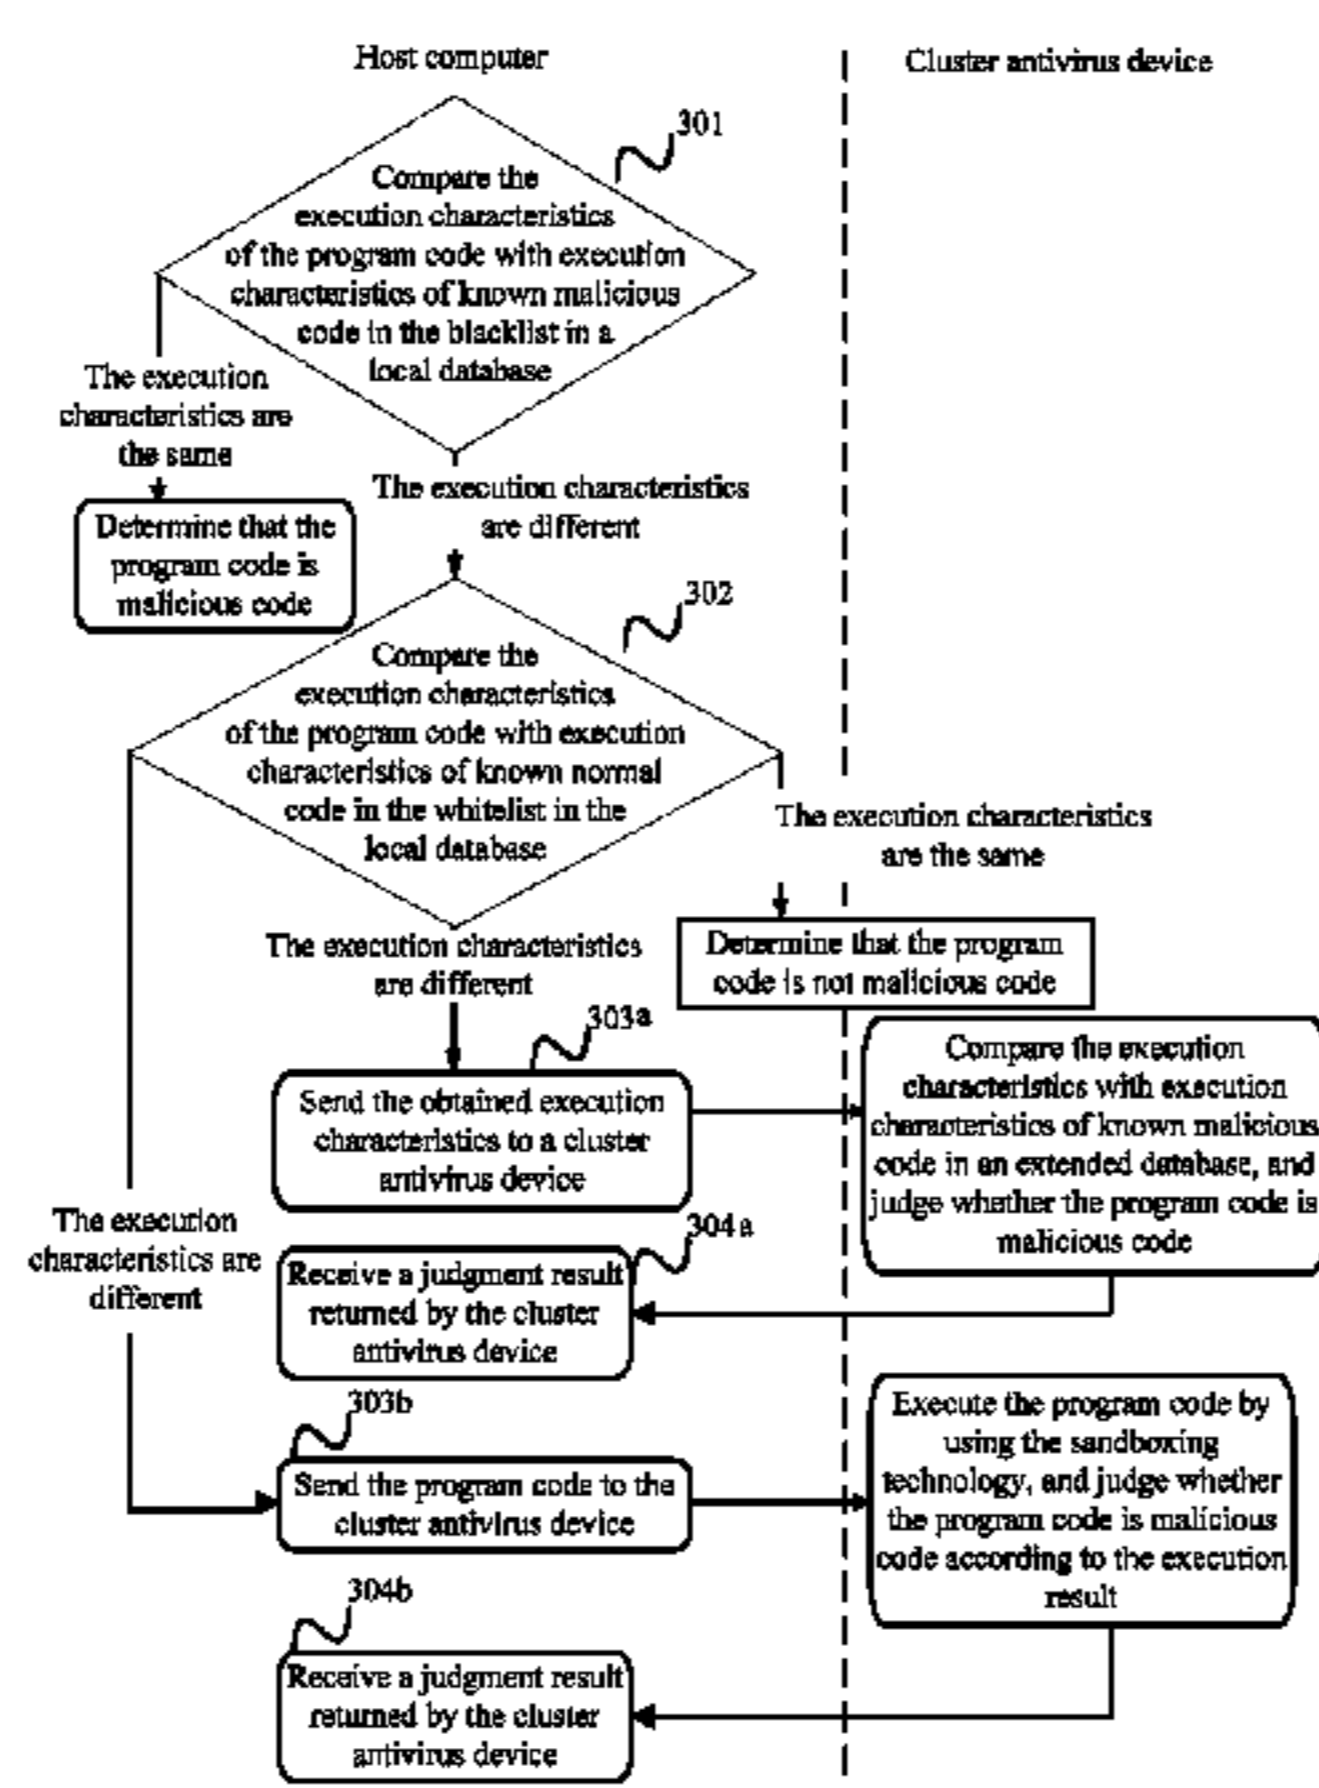 Host computer
Cluster antivirus device
301
Compare the
execution characteristics
of the program code with execution
characteristics of known malicious
code in the blacklist in a
local database
The execution
characteristics are
the same
The execution characteristics
are different
Determine that the
program code is
malicious code
302
Compare the
execution characteristics
of the program code with execution
characteristics of known normal
code in the whitelist in the
local database
The execution characteristics
are the same
The execution characteristics
are different
Determine that the program
code is not malicious code
303a
Send the obtained execution
characteristics to a cluster
antivirus device
Compare the execution
characteristics with execution
characteristics of known malicious
code in an extended database, and
judge whether the program code is
malicious code
The execution
characteristics are
different
304a
Receive a judgment result
returned by the cluster
antivirus device
303b
Send the program code to the
cluster antivirus device
Execute the program code by
using the sandboxing
technology, and judge whether
the program code is malicious
code according to the execution
result
304b
Receive a judgment result
returned by the cluster
antivirus device